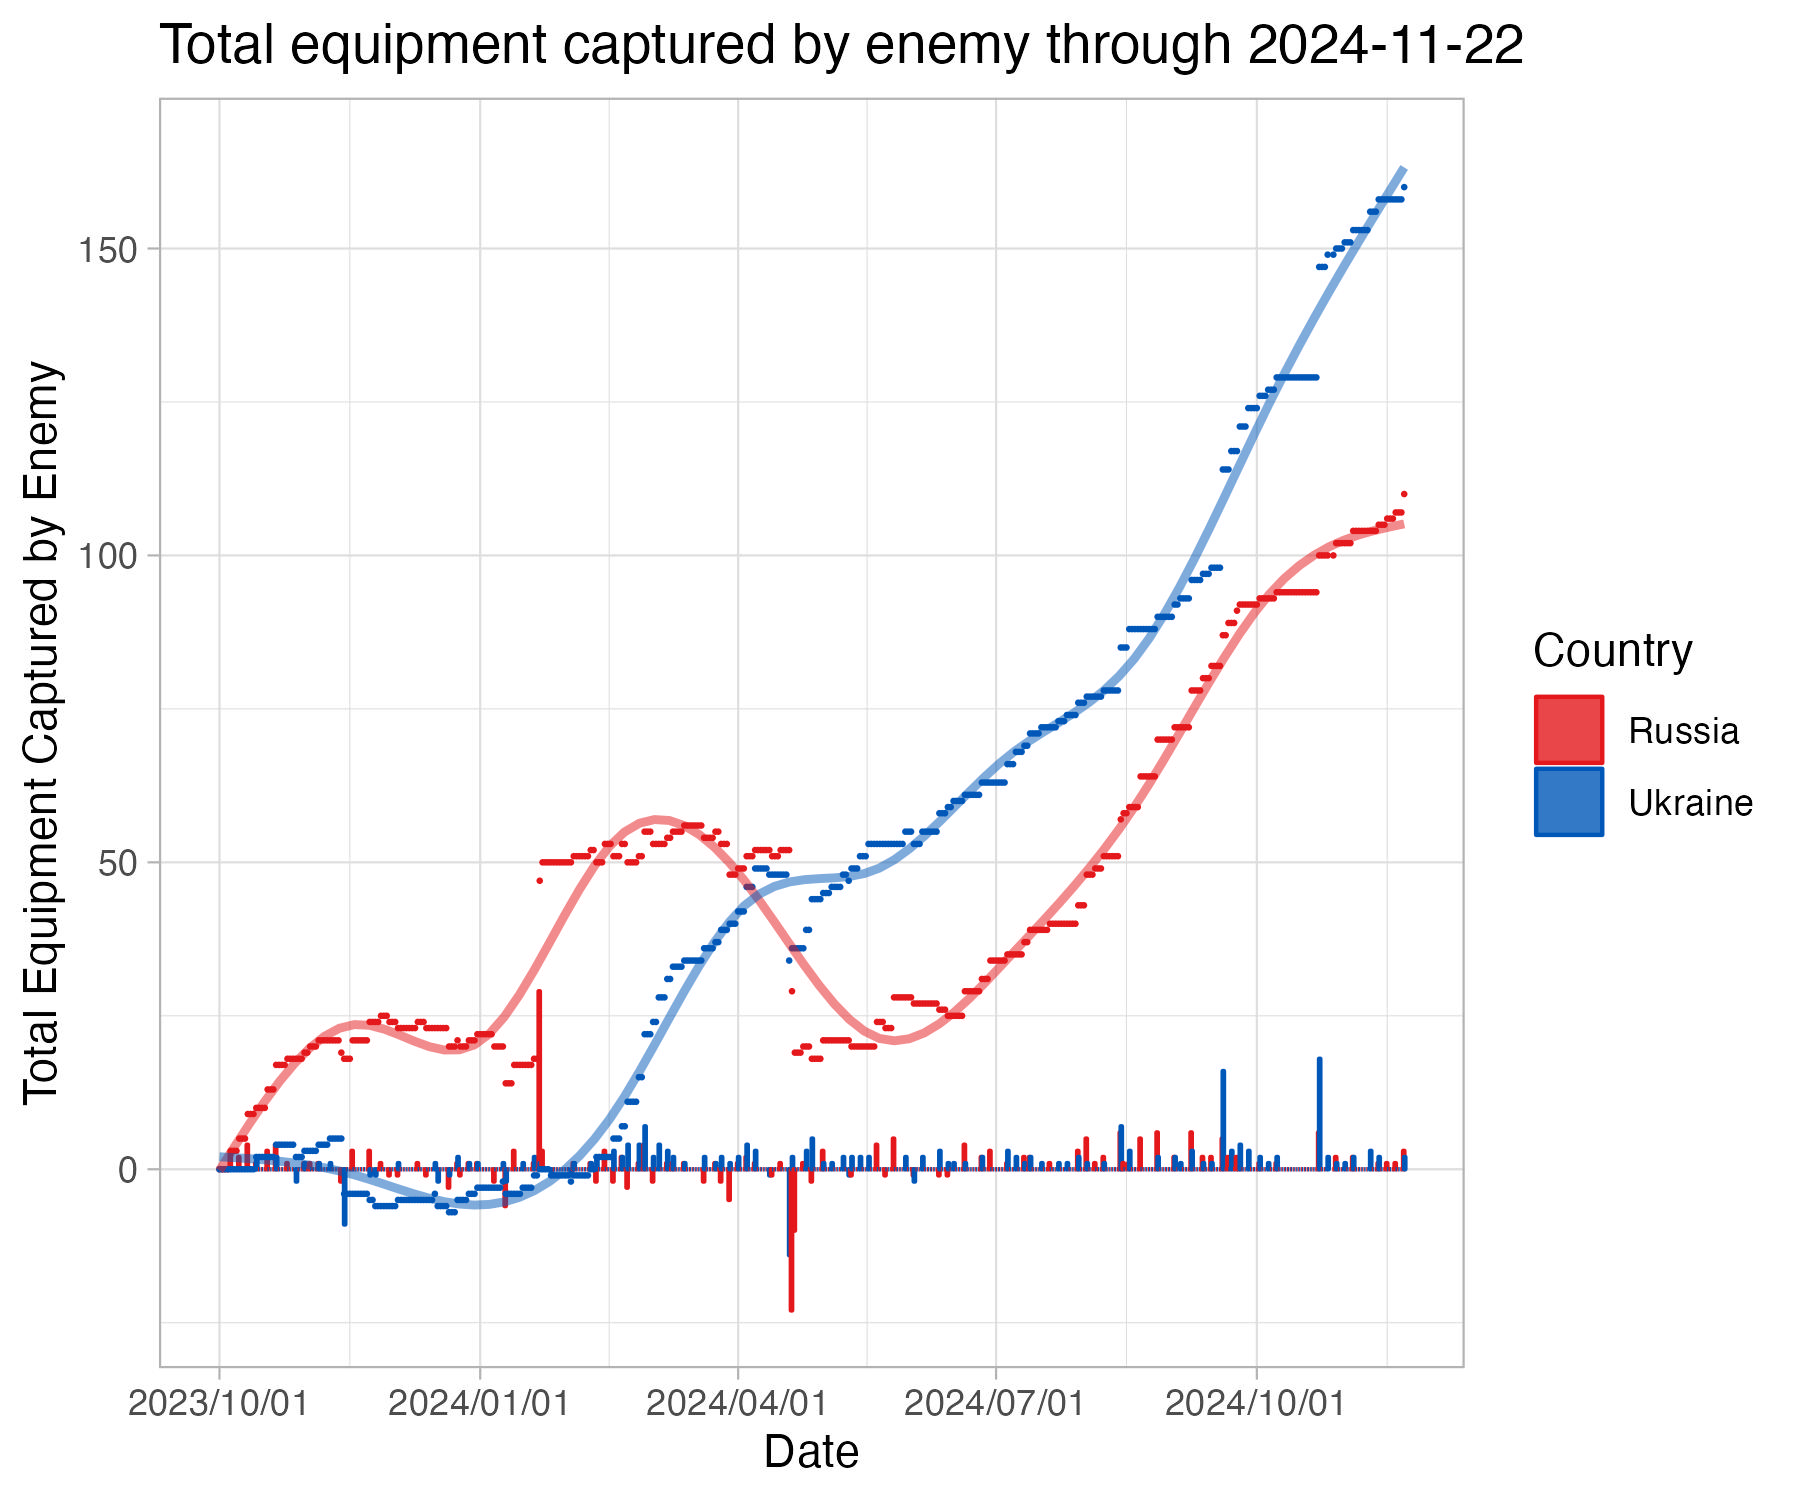 Total equipment captured by enemy through 2024-11-22
Total Equipment Captured by Enemy
150
100
50
0
2023/10/01
2024/01/01
2024/04/01
2024/07/01
2024/10/01
Date
Country
Russia
Ukraine